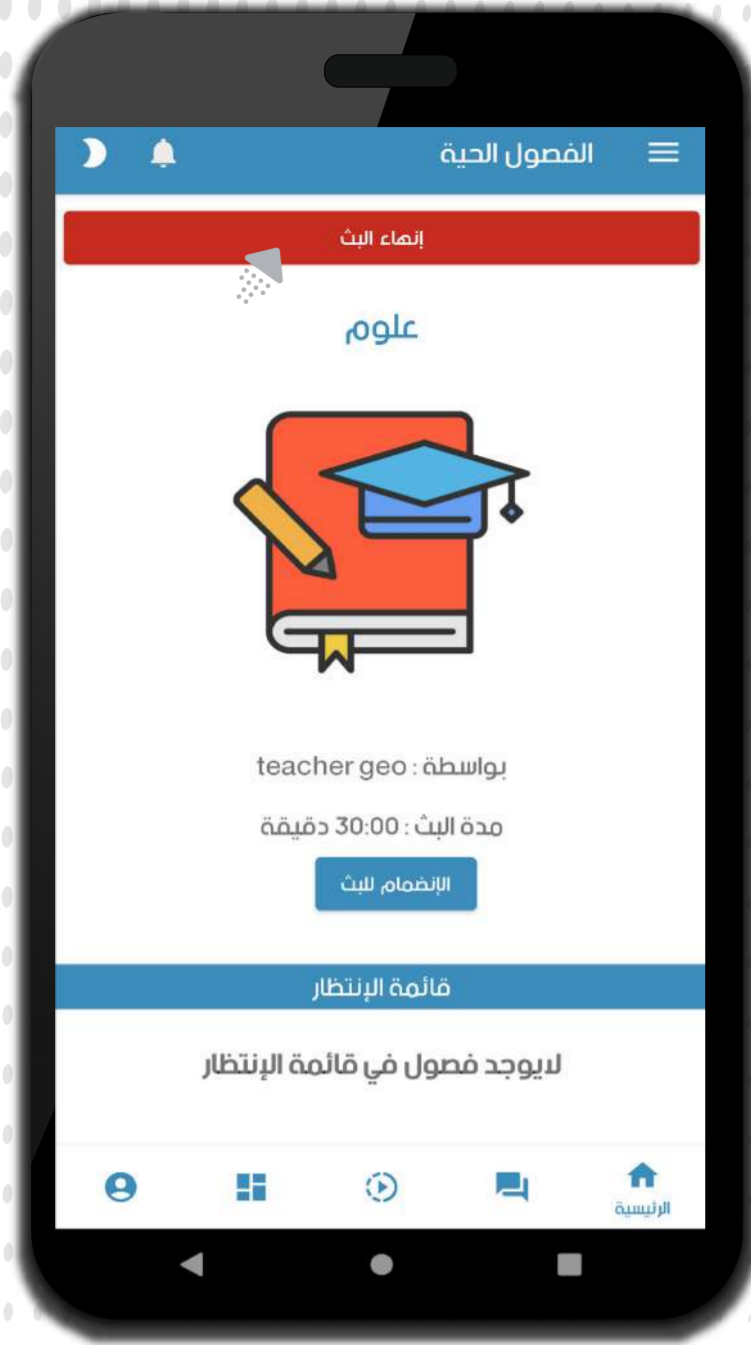 الفصول الحية
إنهاء البث
علوم
بواسطة : teacher geo
مدة البث : 30:00 دقيقة
الإنضمام للبث
قائمة الإنتظار
لايوجد فصول في قائمة الإنتظار
الرئيسية